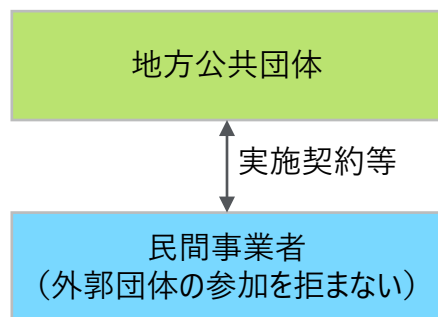 地方公共団体
実施契約等
民間事業者
（外郭団体の参加を拒まない）